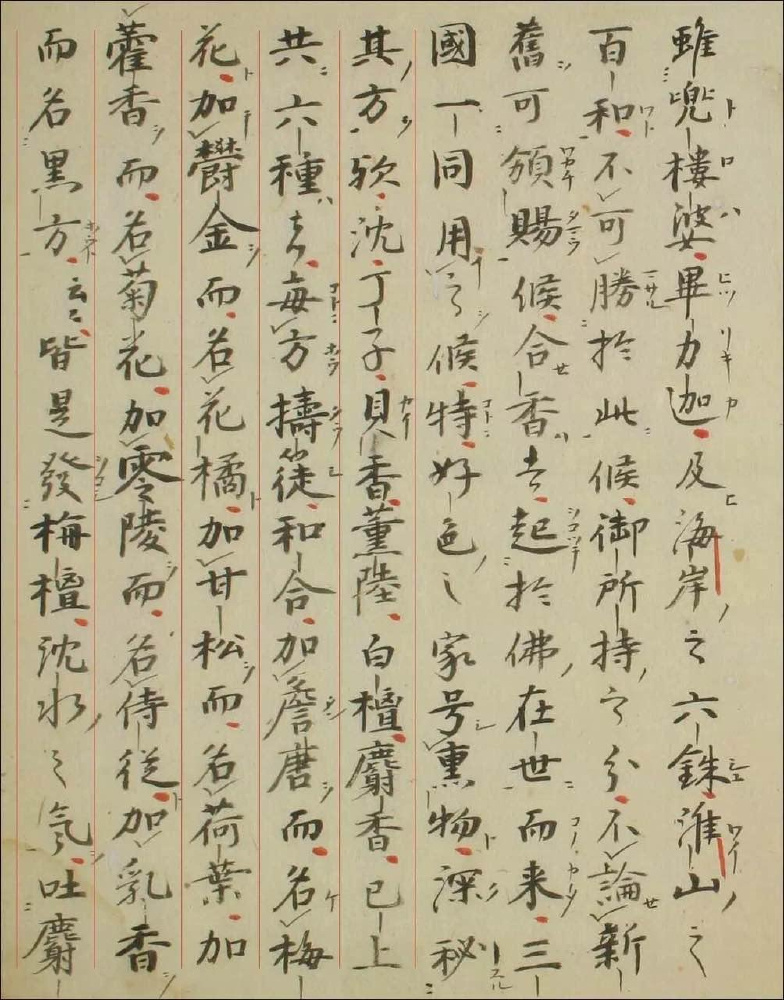 雖兜樓婆畢力迦及海岸之六銖淮山之
百和不可勝於此候御所持之分不論新
舊可頒賜候合香者起於佛在世而来三
國一同用之候特好色之家号熏物深秘
其方欤沈丁子貝香薫陸白檀麝香已上
共六種者毎方擣簁和合加詹唐而名梅
花加欝金而名花橘加甘松而名荷葉加
藿香而名菊花加零陵而名侍従加乳香
而名黒方云々皆是發栴檀沈水之氣吐麝